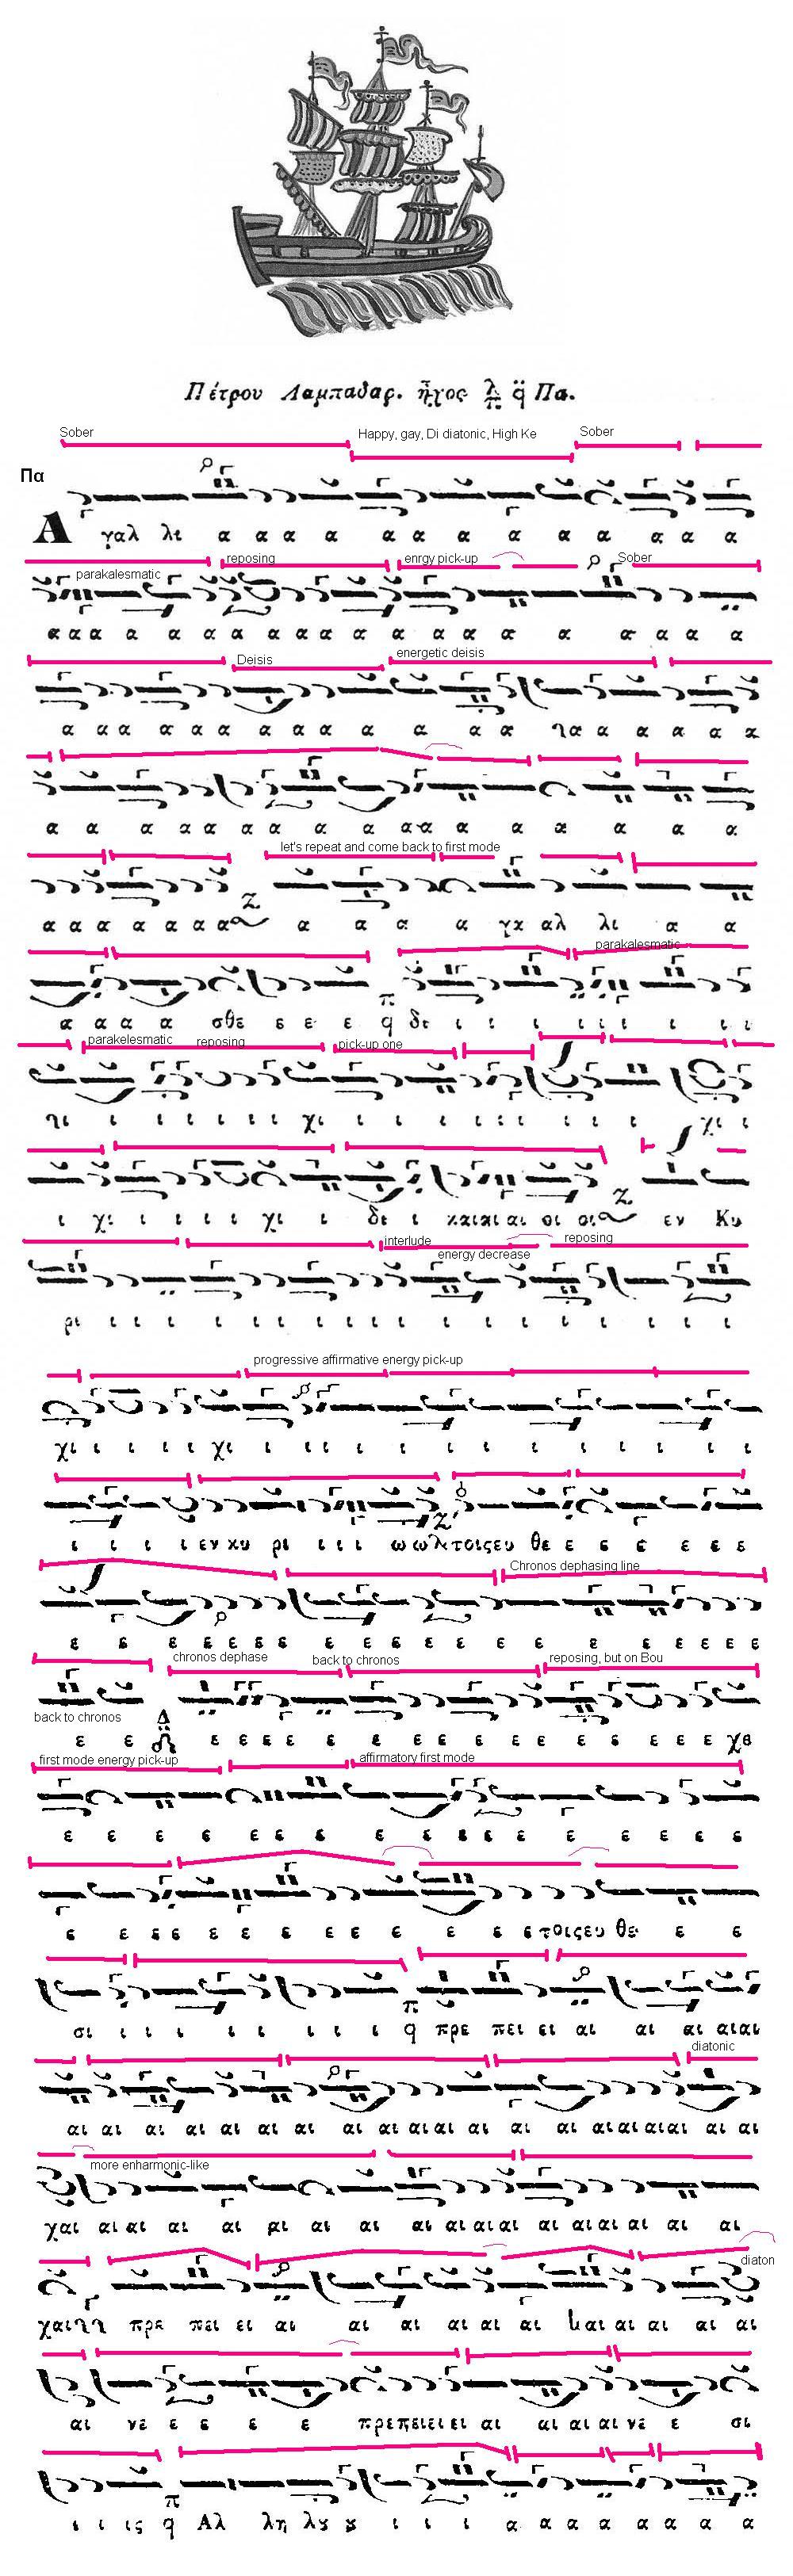 Πέτρου Λαμπαδαρ. ἦχος λ π q Πα.
Sober Happy, gay, Di diatonic, High Ke Sober
Πα
Α γαλ λι α α α α α α α α α α α α α
parakalesmatic reposing enrgy pick-up Sober
α α α α α α α α α α α α α α α α α α α α α
Deisis energetic deisis
α α α α α α α α α α α α α α γα α α α α α
α α α α α α α α α α α α α α α α
let's repeat and come back to first mode
α α α α α α α α α α α α γα αλ λι α α
parakalesmatic
α α α α σθε ε ε ε q δι ι ι ι ι ι ι ι ι
parakelesmatic reposing pick-up one
γι ι ι ι ι ι ι ι χι ι ι ι ι ι ι ι ι ι χι ι
ι χι ι ι ι ι χι ι δι ι και και αι οι οι εν Κυ
interlude energy decrease reposing
ρι ι ι ι ι ι ι ι ι ι ι ι ι ι ι ι ι ι
progressive affirmative energy pick-up
χι ι ι ι ι χι ι ι ι ι ι ι ι ι ι ι ι ι
ι ι ι ι εν κυ ρι ι ι ι ω ω τοις ευ θε ε ε ε ε ε ε
Chronos dephasing line
ε ε ε ε ε ε ε ε ε ε ε ε ε ε ε ε ε ε ε
chronos dephase back to chronos reposing, but on Bou
back to chronos
ε ε Δ ε ε ε ε ε ε ε ε ε ε ε ε ε ε ε ε χε
first mode energy pick-up affirmatory first mode
ε ε ε ε ε ε ε ε ε ε ε ε ε ε ε ε ε
ε ε ε ε ε ε ε ε ε ε ε ε ε τοις ευ θε ε ε
σι ι ι ι ι ι ι ι ι q πρε πει ει αι αι αι αι αι
diatonic
αι αι αι αι αι αι αι αι αι αι αι αι αι αι αι αι αι αι αι
more enharmonic-like
χαι αι αι αι αι αι αι αι αι αι αι αι αι αι αι αι αι αι
diaton
πρε πει ει αι αι αι αι αι αι αι αι αι αι αι
αι νε ε ε ε ε πρε πει ει ει αι αι αι αι νε ε σι
ι ι ις q Αλ λη λου ου ι ι ι α α α α α α α α